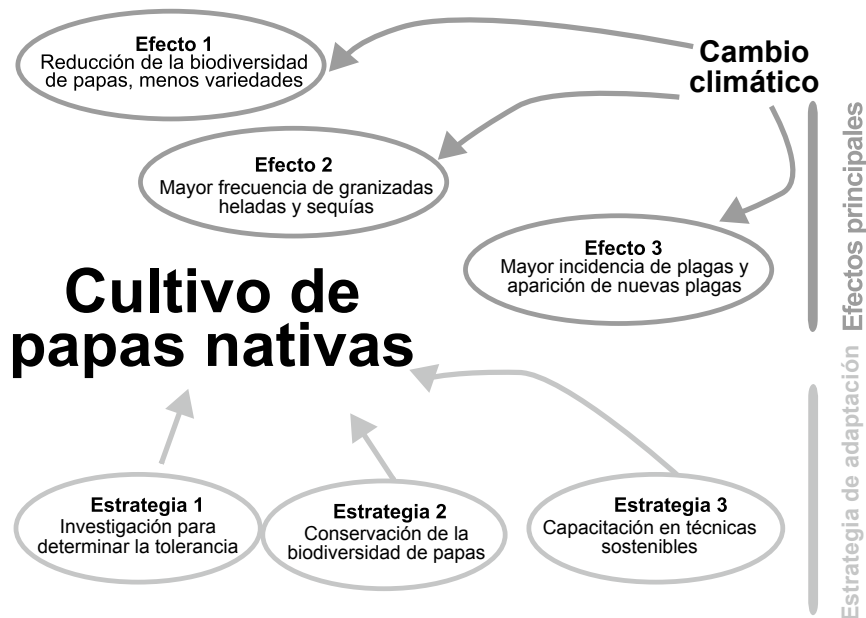 Efecto 1
Reducción de la biodiversidad
de papas, menos variedades
Cambio
climático
Efecto 2
Mayor frecuencia de granizadas
heladas y sequías
Efecto 3
Mayor incidencia de plagas y
aparición de nuevas plagas
Efectos principales
Cultivo de
papas nativas
Estrategia 1
Investigación para
determinar la tolerancia
Estrategia 2
Conservación de la
biodiversidad de papas
Estrategia 3
Capacitación en técnicas
sostenibles
Estrategia de adaptación